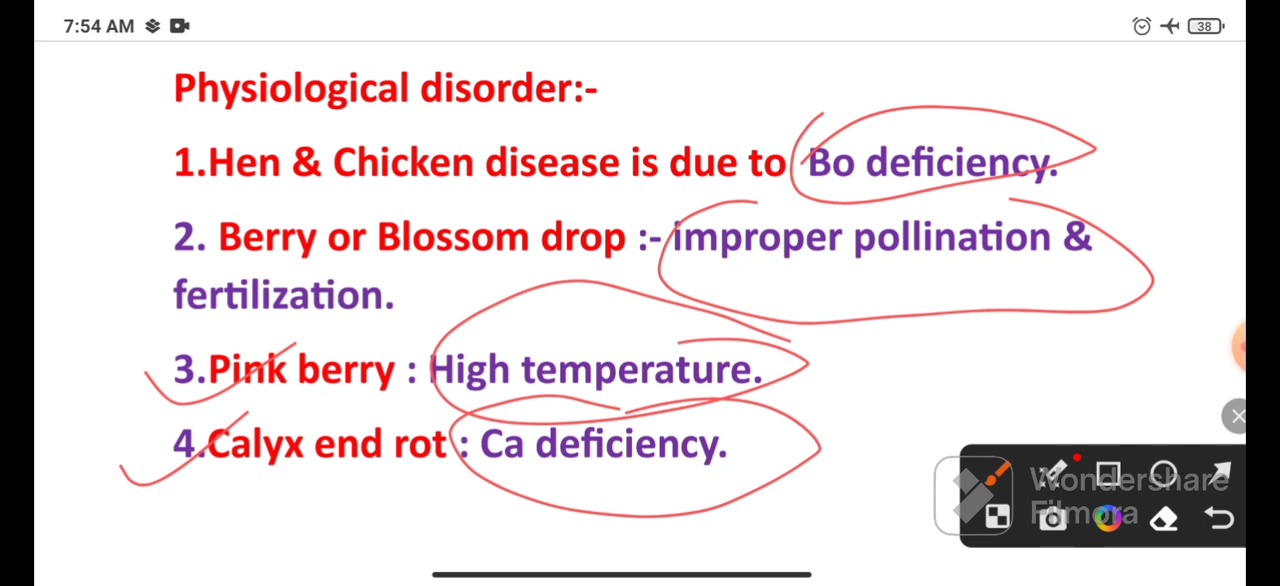 7:54 AM
38
Physiological disorder:-
1.Hen & Chicken disease is due to Bo deficiency.
2. Berry or Blossom drop :- improper pollination &
fertilization.
3.Pink berry : High temperature.
4.Calyx end rot : Ca deficiency.
Wondershare
Filmora